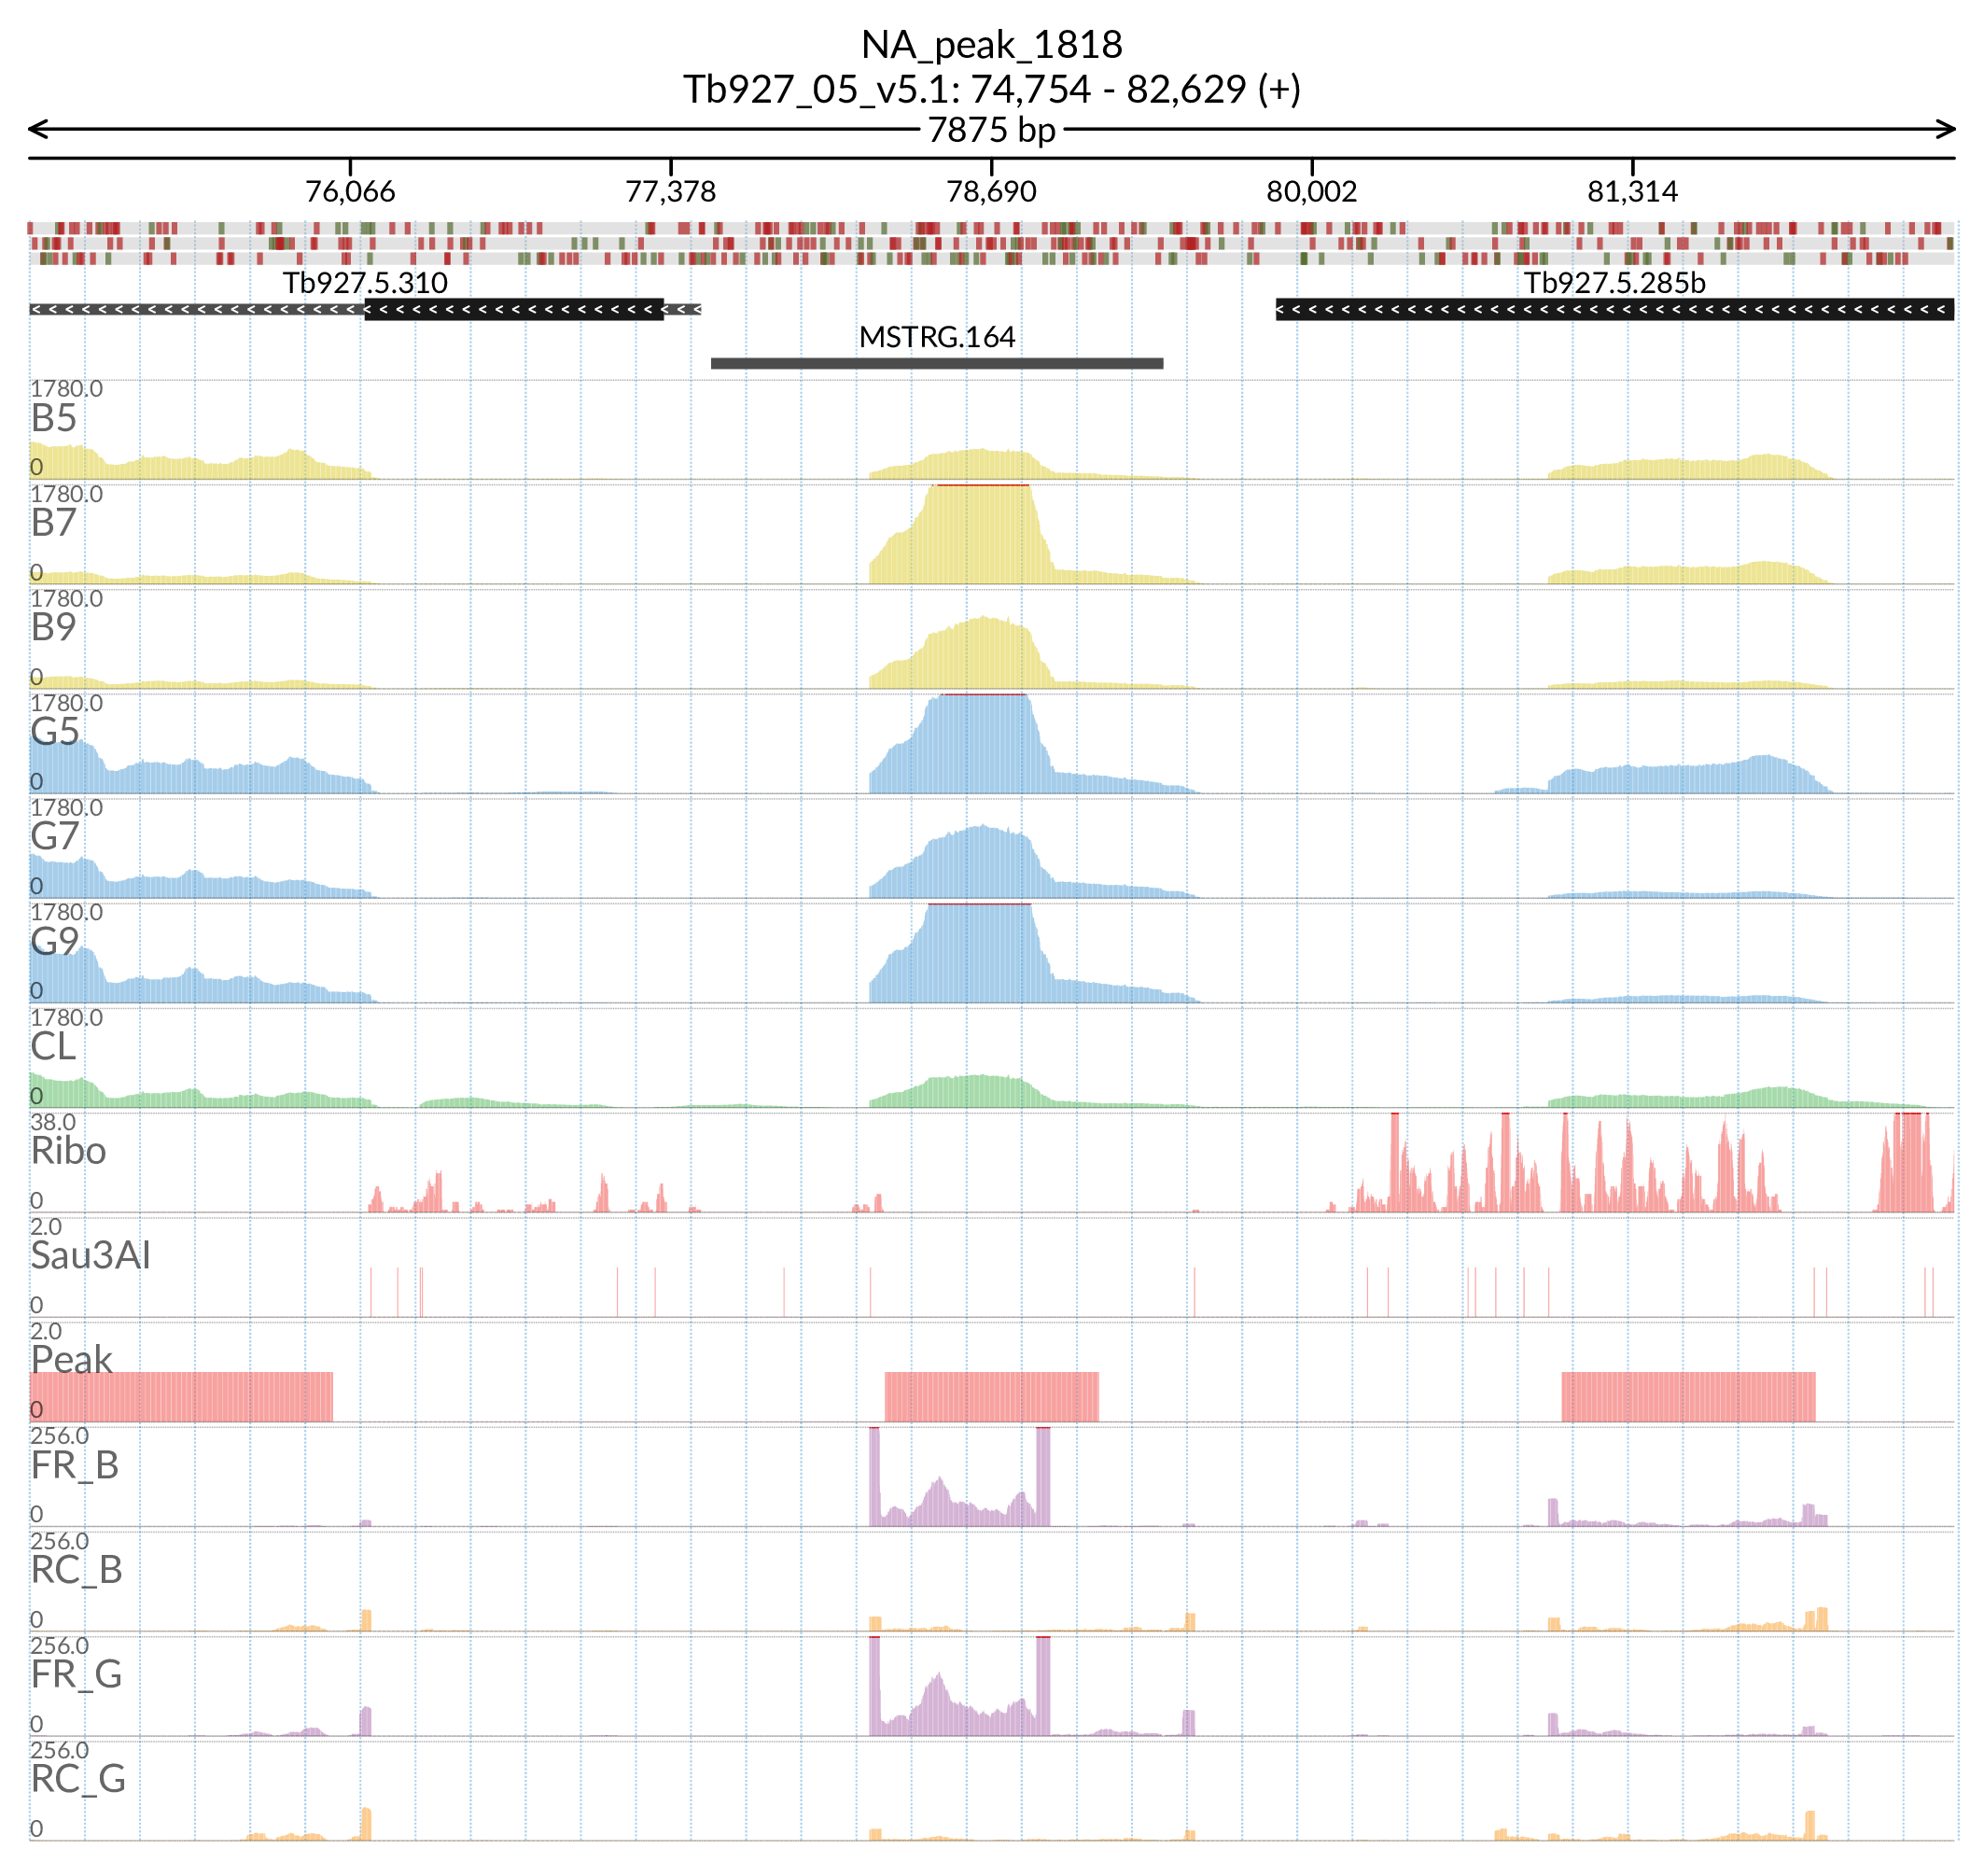 NA_peak_1818
Tb927_05_v5.1: 74,754 - 82,629 (+)
7875 bp
76,066 77,378 78,690 80,002 81,314
Tb927.5.310 Tb927.5.285b
MSTRG.164
1780.0
B5
0
1780.0
B7
0
1780.0
B9
0
1780.0
G5
0
1780.0
G7
0
1780.0
G9
0
1780.0
CL
0
38.0
Ribo
0
2.0
Sau3AI
0
2.0
Peak
0
256.0
FR_B
0
256.0
RC_B
0
256.0
FR_G
0
256.0
RC_G
0